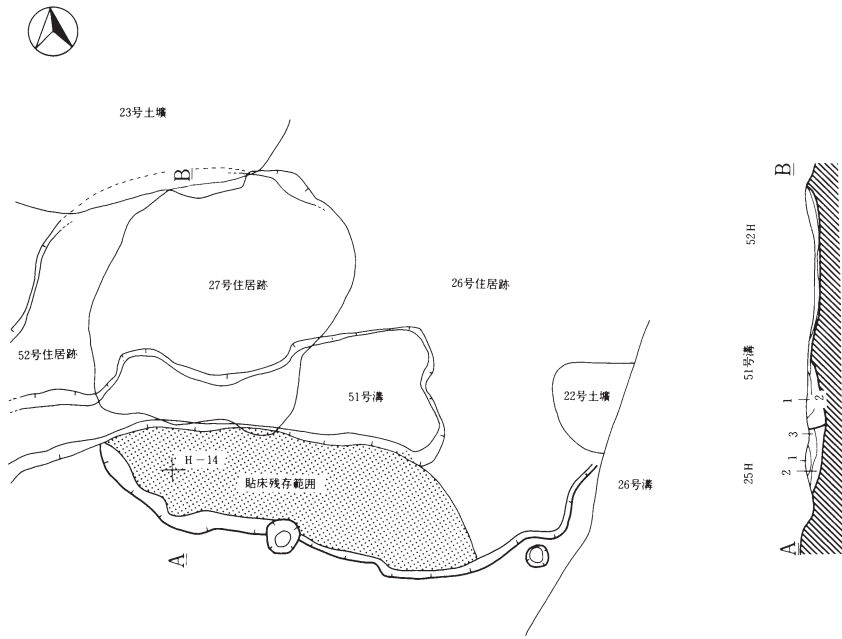 23号土壙
B
27号住居跡
26号住居跡
52号住居跡
51号溝
22号土壙
H－14
貼床残存範囲
26号溝
A
B
52H
51号溝
1
2
3
1
2
25H
A